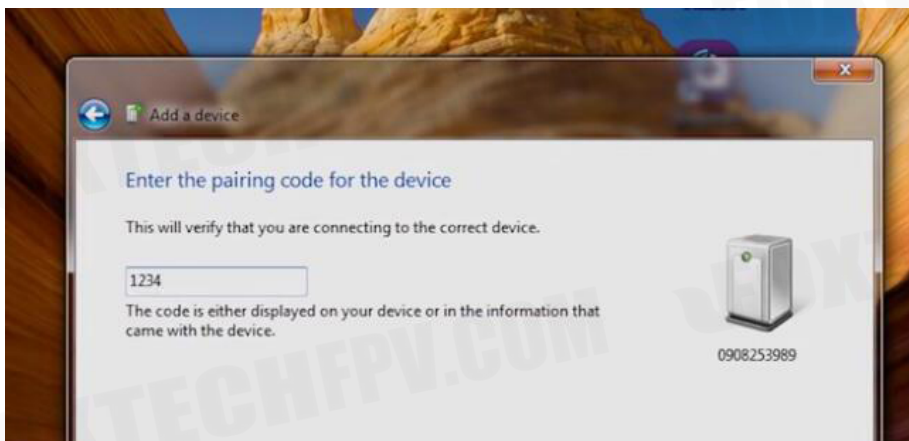 Add a device
Enter the pairing code for the device
This will verify that you are connecting to the correct device.
1234
The code is either displayed on your device or in the information that
came with the device.
0908253989
XTECHFPV.COM